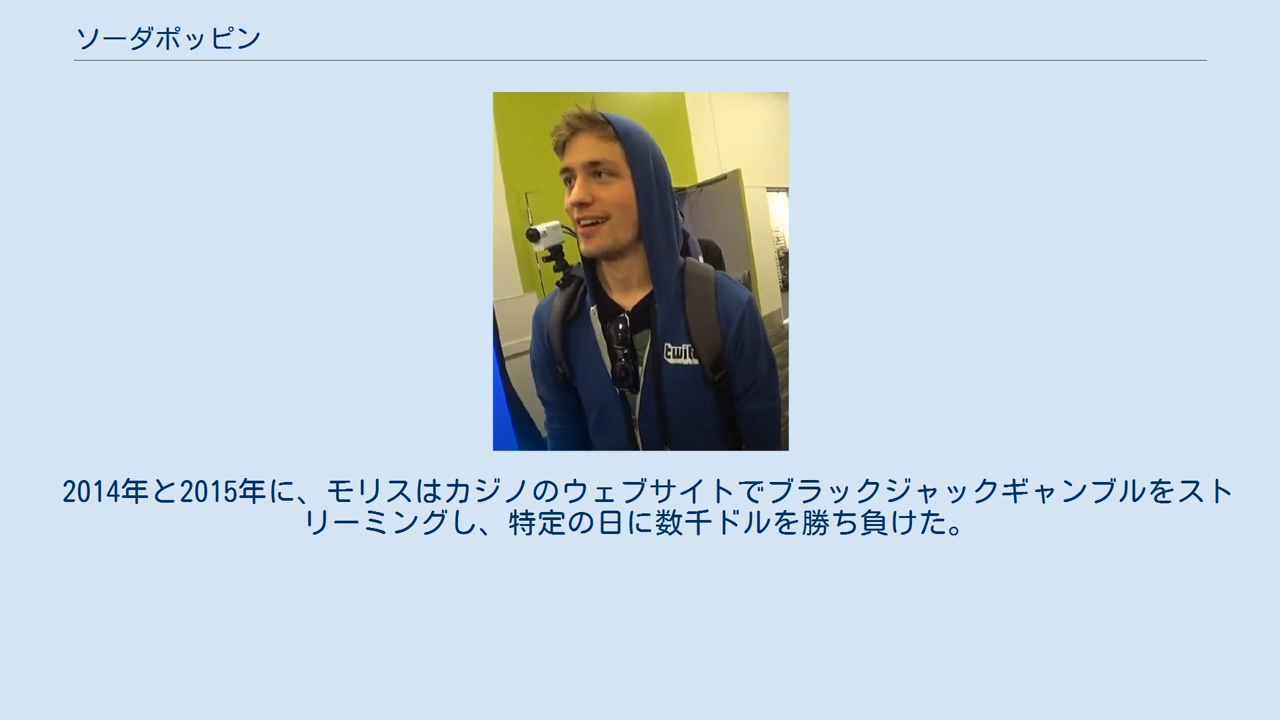 ソーダポッピン
twit
2014年と2015年に、モリスはカジノのウェブサイトでブラックジャックギャンブルをスト
リーミングし、特定の日に数千ドルを勝ち負けた。